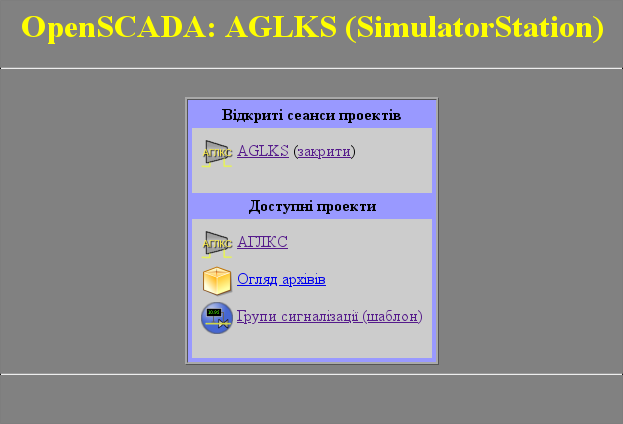 OpenSCADA: AGLKS (SimulatorStation)
Відкриті сеанси проектів
АГЛКС AGLKS (закрити)
Доступні проекти
АГЛКС АГЛКС
Огляд архівів
Групи сигналізації (шаблон)